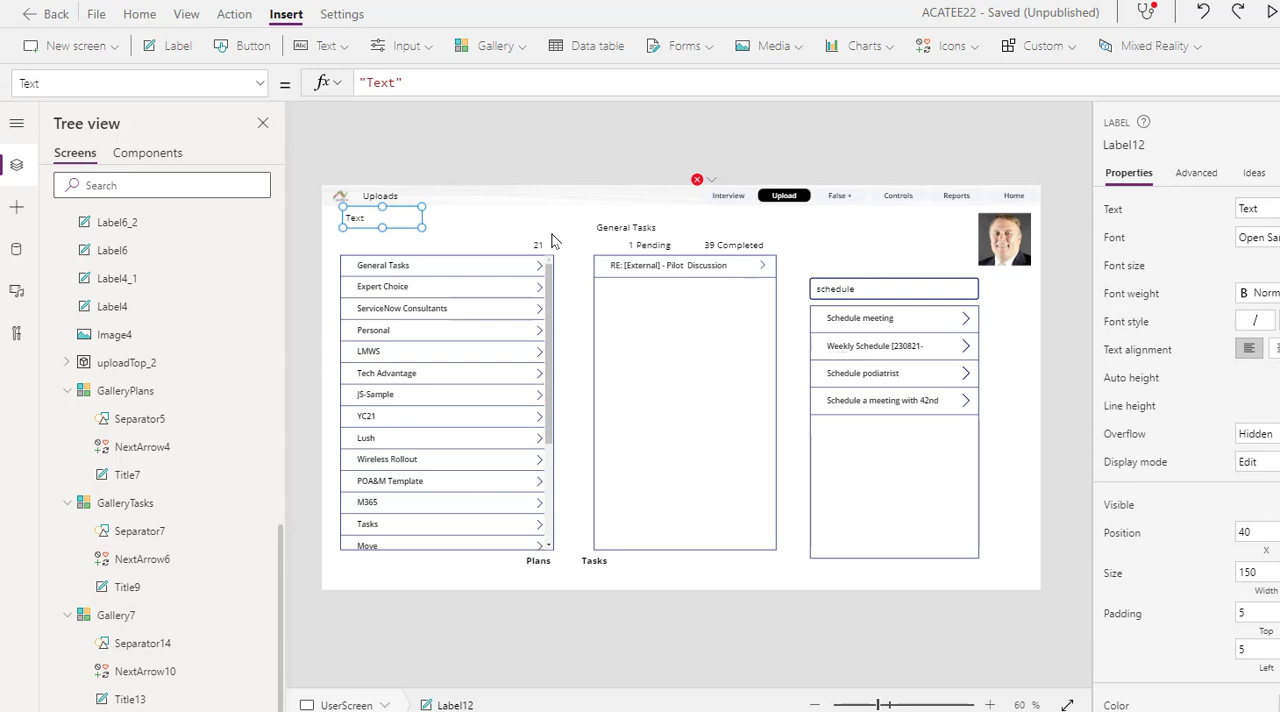 Back File Home View Action Insert Settings ACATEE22 - Saved (Unpublished)
New screen Label Button Text Input Gallery Data table Forms Media Charts Icons Custom Mixed Reality
Text = fx "Text"
Tree view
Screens Components
Search
Label6_2
Label6
Label4_1
Label4
Image4
uploadTop_2
GalleryPlans
Separator5
NextArrow4
Title7
GalleryTasks
Separator7
NextArrow6
Title9
Gallery7
Separator14
NextArrow10
Title13
Uploads Interview Upload False + Controls Reports Home
Text
General Tasks
21 1 Pending 39 Completed
General Tasks
Expert Choice
ServiceNow Consultants
Personal
LMWS
Tech Advantage
JS-Sample
YC21
Lush
Wireless Rollout
POA&M Template
M365
Tasks
Move
Plans
RE: [External] - Pilot Discussion
Tasks
schedule
Schedule meeting
Weekly Schedule [230821-
Schedule podiatrist
Schedule a meeting with 42nd
UserScreen Label12
60 %
LABEL
Label12
Properties Advanced Ideas
Text Text
Font Open San
Font size
Font weight B Norm
Font style /
Text alignment
Auto height
Line height
Overflow Hidden
Display mode Edit
Visible
Position 40
X
Size 150
Width
Padding 5
Top
5
Left
Color